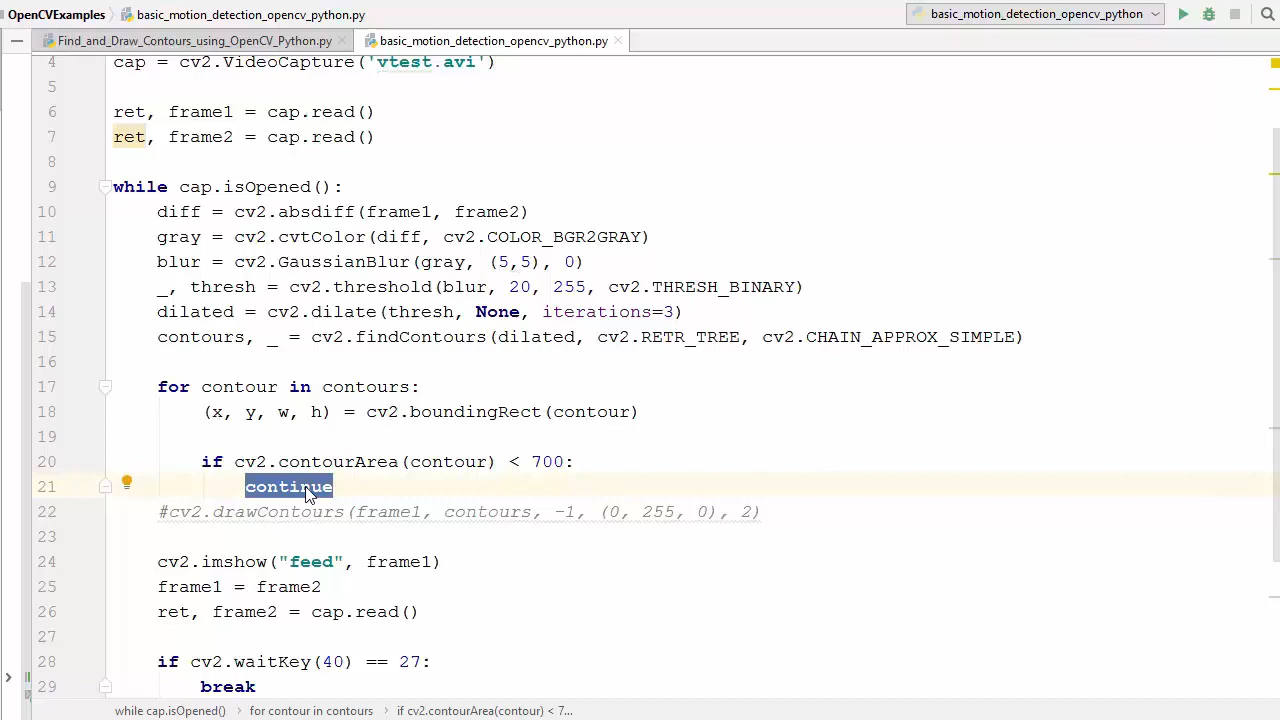 OpenCVExamples basic_motion_detection_opencv_python.py basic_motion_detection_opencv_python
Find_and_Draw_Contours_using_OpenCV_Python.py basic_motion_detection_opencv_python.py
4 cap = cv2.VideoCapture('vtest.avi')
5
6 ret, frame1 = cap.read()
7 ret, frame2 = cap.read()
8
9 while cap.isOpened():
10 diff = cv2.absdiff(frame1, frame2)
11 gray = cv2.cvtColor(diff, cv2.COLOR_BGR2GRAY)
12 blur = cv2.GaussianBlur(gray, (5,5), 0)
13 _, thresh = cv2.threshold(blur, 20, 255, cv2.THRESH_BINARY)
14 dilated = cv2.dilate(thresh, None, iterations=3)
15 contours, _ = cv2.findContours(dilated, cv2.RETR_TREE, cv2.CHAIN_APPROX_SIMPLE)
16
17 for contour in contours:
18 (x, y, w, h) = cv2.boundingRect(contour)
19
20 if cv2.contourArea(contour) < 700:
21 continue
22 #cv2.drawContours(frame1, contours, -1, (0, 255, 0), 2)
23
24 cv2.imshow("feed", frame1)
25 frame1 = frame2
26 ret, frame2 = cap.read()
27
28 if cv2.waitKey(40) == 27:
29 break
while cap.isOpened() › for contour in contours › if cv2.contourArea(contour) < 7...